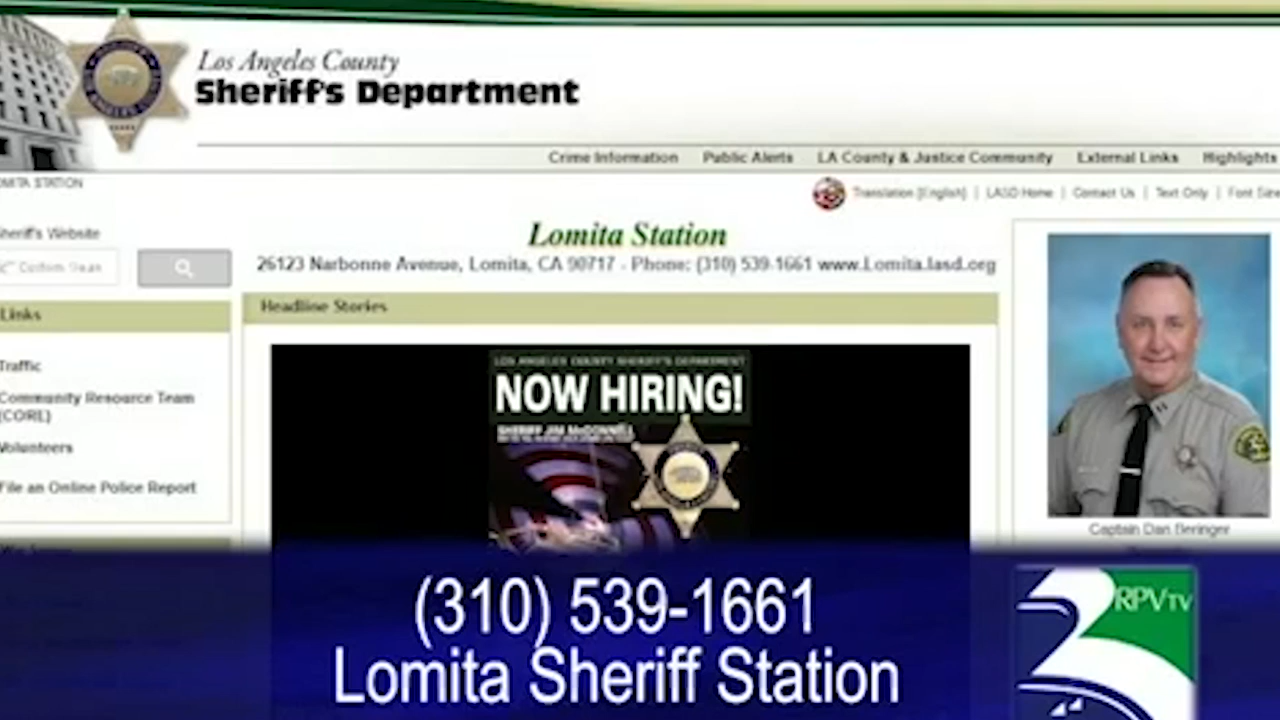 Los Angeles County
Sheriff's Department
Crime Information Public Alerts LA County & Justice Community External Links Highlights
OMITA STATION
Translation [English] | LASD Home | Contact Us | Text Only | Font Size
Sheriff's Website
Lomita Station
26123 Narbonne Avenue, Lomita, CA 90717 - Phone: (310) 539-1661 www.Lomita.lasd.org
Links
Headline Stories
Traffic
Community Resource Team
(CORE)
Volunteers
File an Online Police Report
LOS ANGELES COUNTY SHERIFF'S DEPARTMENT
NOW HIRING!
SHERIFF JIM McDONNELL
Captain Dan Beringer
(310) 539-1661
Lomita Sheriff Station
RPVTV